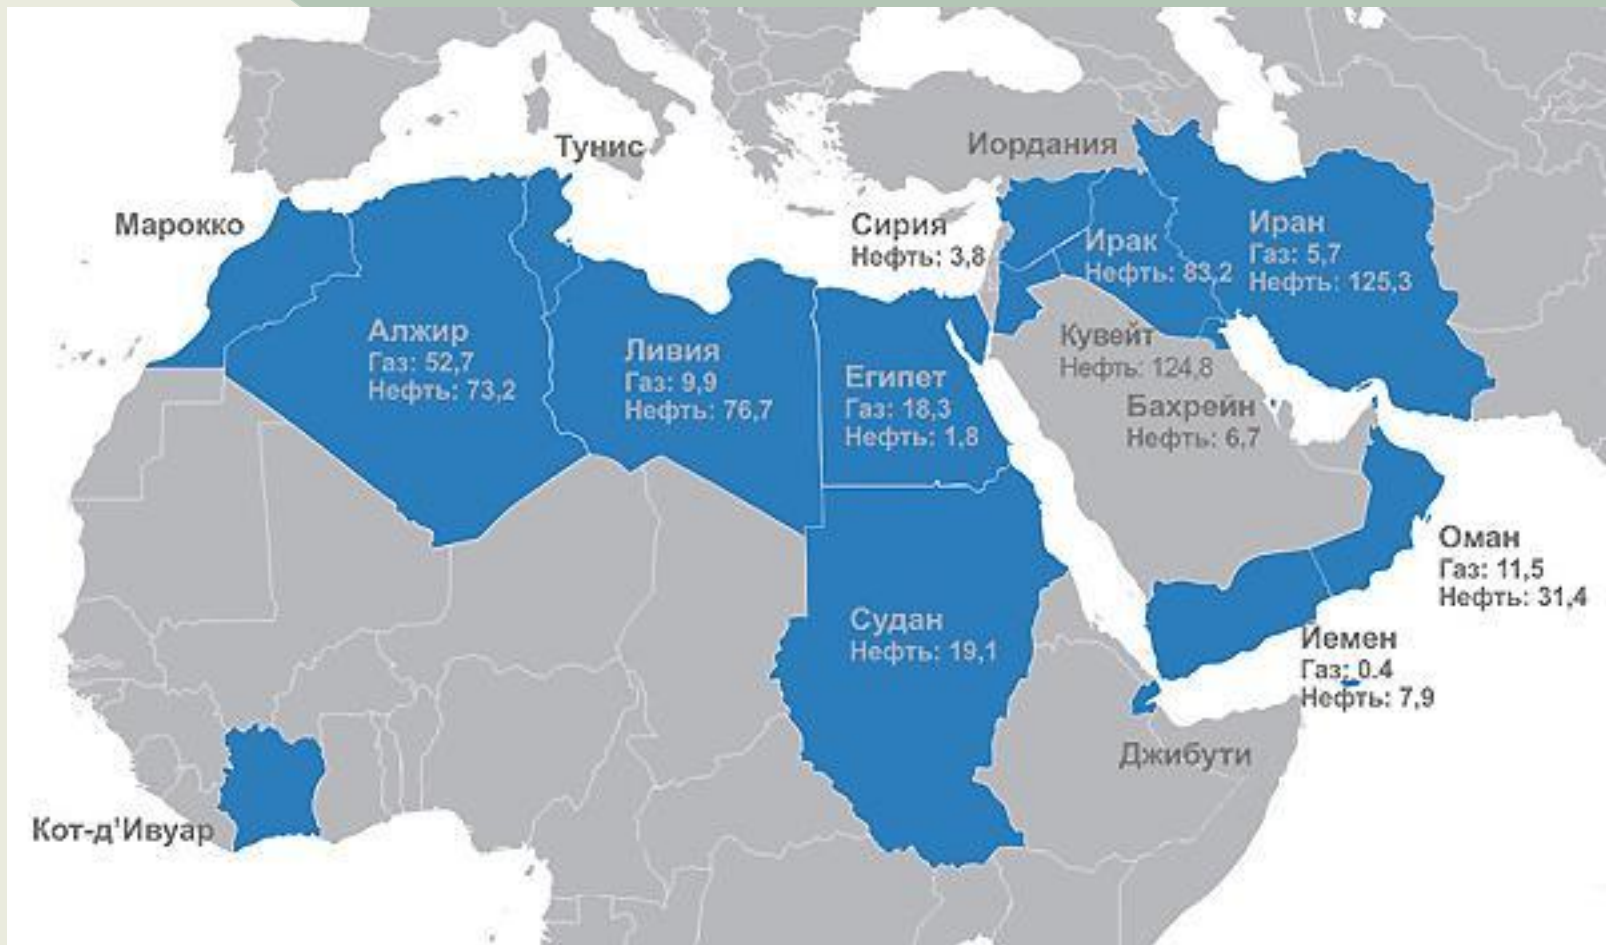 Тунис
Иордания
Марокко
Сирия
Нефть: 3,8
Ирак
Нефть: 83,2
Иран
Газ: 5,7
Нефть: 125,3
Алжир
Газ: 52,7
Нефть: 73,2
Ливия
Газ: 9,9
Нефть: 76,7
Египет
Газ: 18,3
Нефть: 1,8
Кувейт
Нефть: 124,8
Бахрейн
Нефть: 6,7
Оман
Газ: 11,5
Нефть: 31,4
Судан
Нефть: 19,1
Йемен
Газ: 0.4
Нефть: 7,9
Джибути
Кот-д'Ивуар